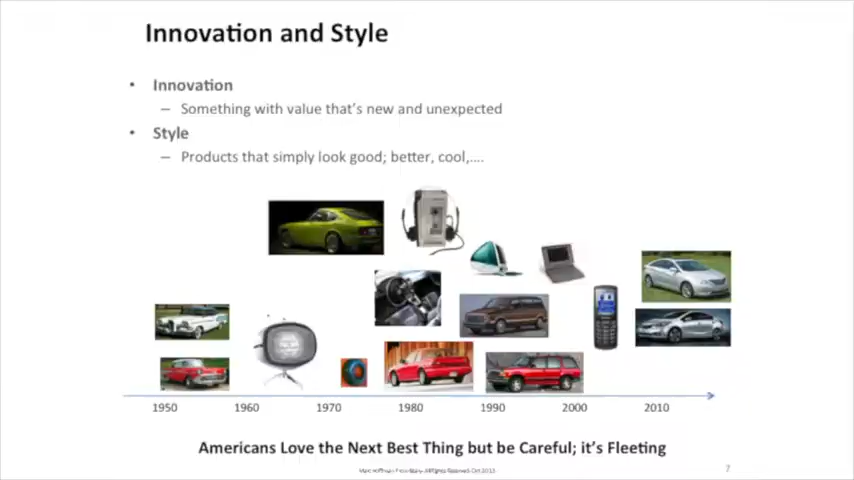 Innovation and Style
• Innovation
– Something with value that's new and unexpected
• Style
– Products that simply look good; better, cool,....
1950 1960 1970 1980 1990 2000 2010
Americans Love the Next Best Thing but be Careful; it's Fleeting
7